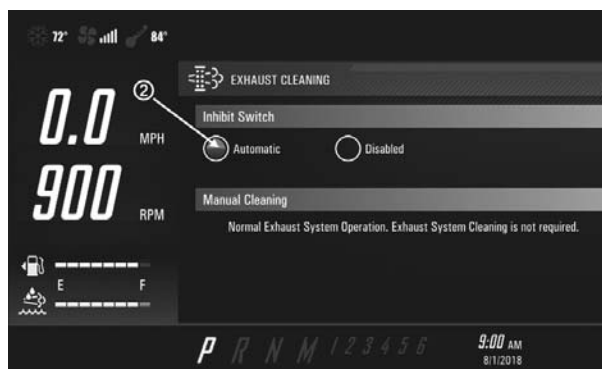 72° 84°
②
EXHAUST CLEANING
Inhibit Switch
0.0 MPH
Automatic Disabled
900 RPM
Manual Cleaning
Normal Exhaust System Operation. Exhaust System Cleaning is not required.
E F
P R N M 1 2 3 4 5 6
9:00 AM
8/1/2018